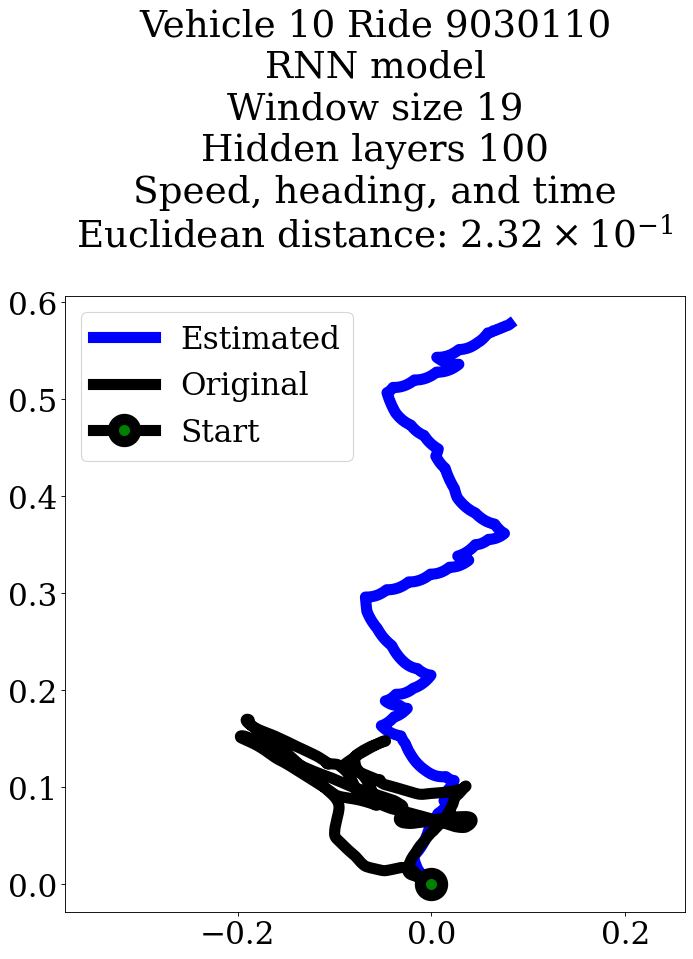 Vehicle 10 Ride 9030110
RNN model
Window size 19
Hidden layers 100
Speed, heading, and time
Euclidean distance: 2.32 × 10⁻¹
0.6
0.5
0.4
0.3
0.2
0.1
0.0
Estimated
Original
Start
−0.2 0.0 0.2